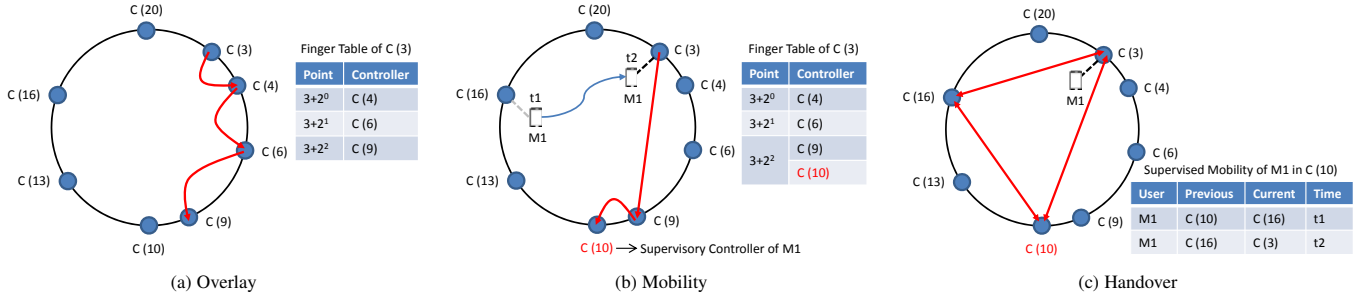 C (20)
C (3)
C (4)
C (6)
C (9)
C (10)
C (13)
C (16)
Finger Table of C (3)
Point Controller
3+2⁰ C (4)
3+2¹ C (6)
3+2² C (9)
(a) Overlay
C (20)
C (3)
C (4)
C (6)
C (9)
C (10) Supervisory Controller of M1
C (13)
C (16)
t1
M1
t2
M1
Finger Table of C (3)
Point Controller
3+2⁰ C (4)
3+2¹ C (6)
3+2² C (9)
C (10)
(b) Mobility
C (20)
C (3)
C (4)
C (6)
C (9)
C (10)
C (13)
C (16)
M1
Supervised Mobility of M1 in C (10)
User Previous Current Time
M1 C (10) C (16) t1
M1 C (16) C (3) t2
(c) Handover